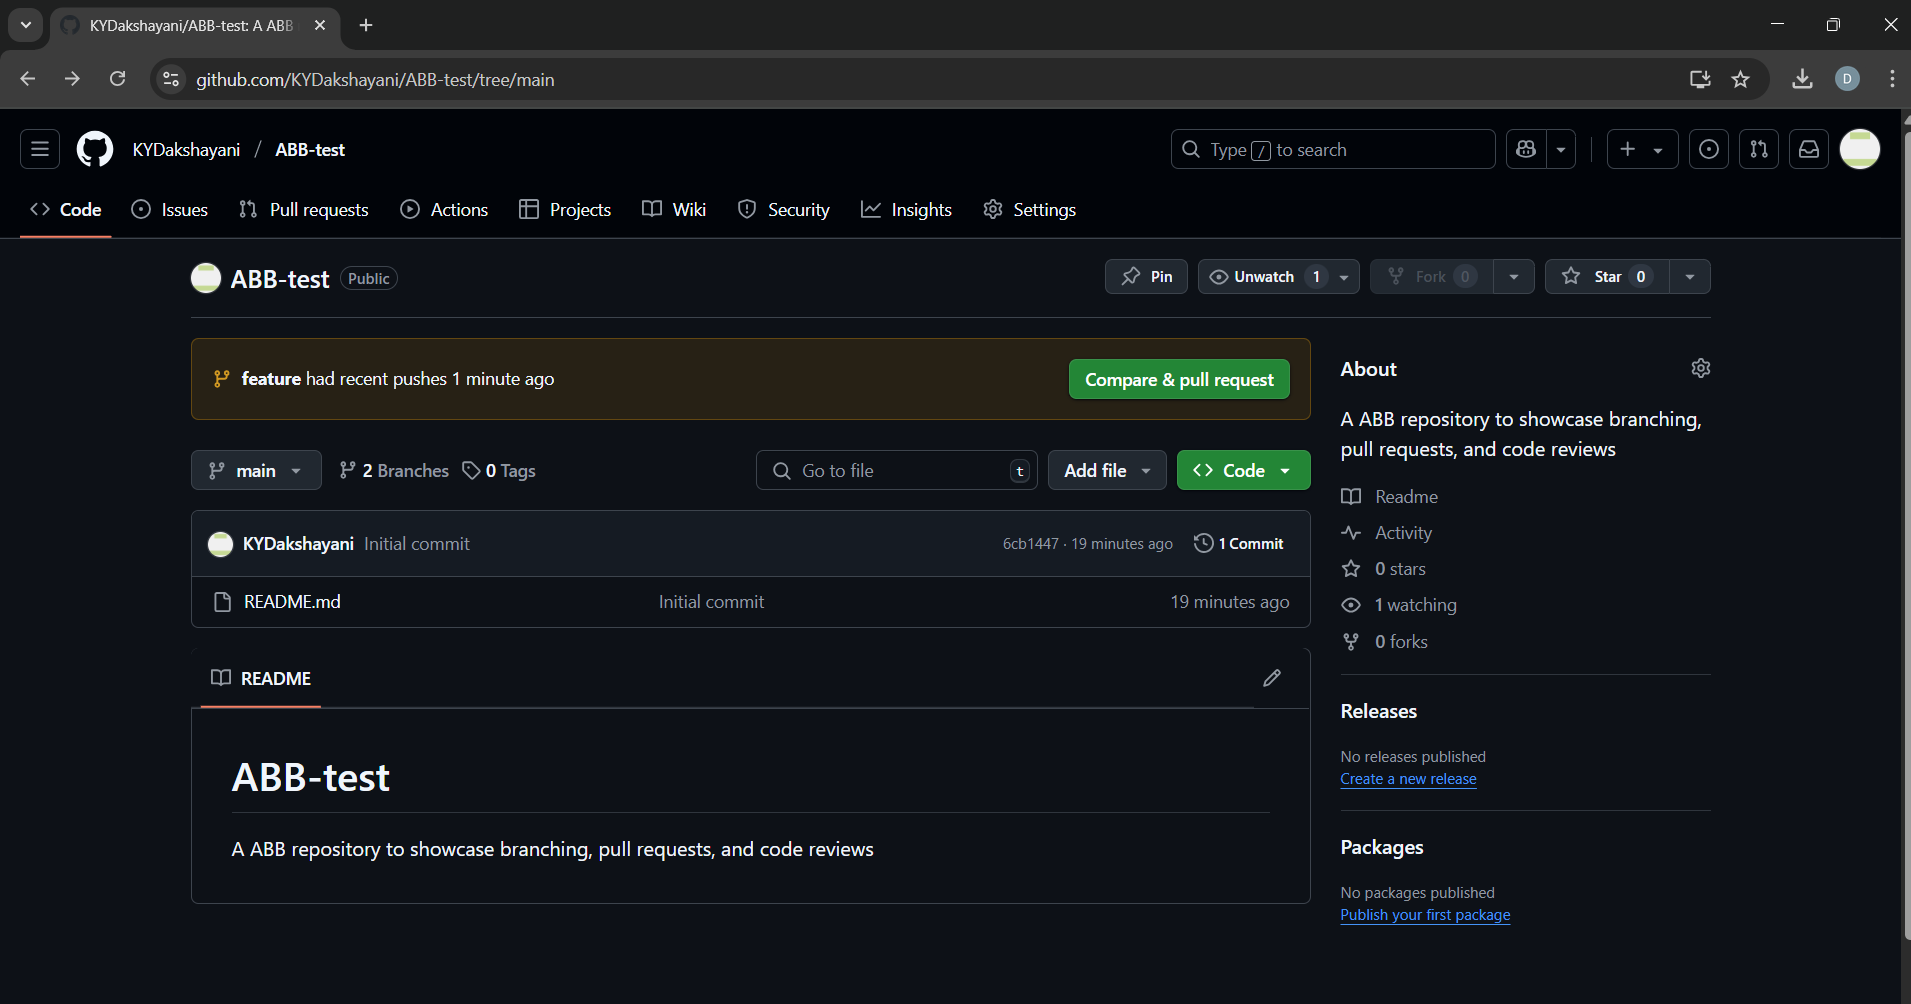 KYDakshayani/ABB-test: A ABB
github.com/KYDakshayani/ABB-test/tree/main
D
KYDakshayani / ABB-test
Type / to search
Code Issues Pull requests Actions Projects Wiki Security Insights Settings
ABB-test Public
Pin Unwatch 1 Fork 0 Star 0
feature had recent pushes 1 minute ago
Compare & pull request
main 2 Branches 0 Tags
Go to file t Add file Code
KYDakshayani Initial commit 6cb1447 · 19 minutes ago 1 Commit
README.md Initial commit 19 minutes ago
README
ABB-test
A ABB repository to showcase branching, pull requests, and code reviews
About
A ABB repository to showcase branching,
pull requests, and code reviews
Readme
Activity
0 stars
1 watching
0 forks
Releases
No releases published
Create a new release
Packages
No packages published
Publish your first package